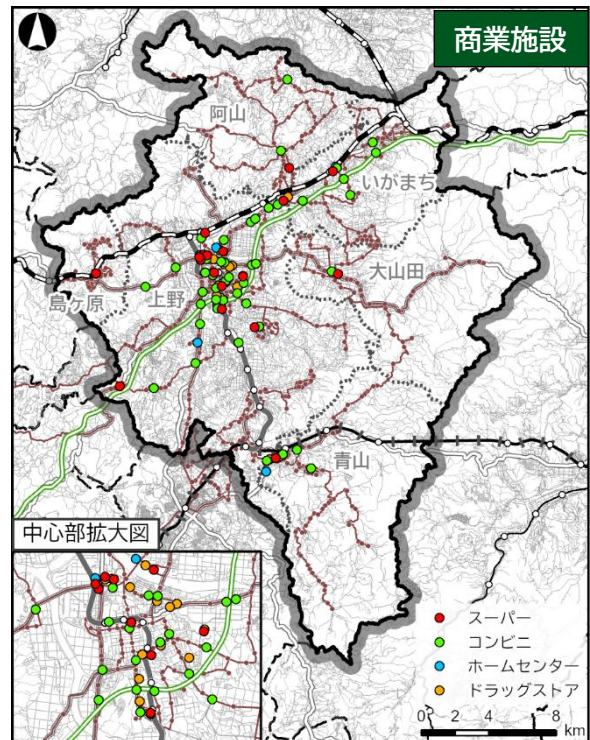 商業施設
阿山
いがまち
大山田
島ヶ原
上野
青山
中心部拡大図
スーパー
コンビニ
ホームセンター
ドラッグストア
0 2 4 8
km